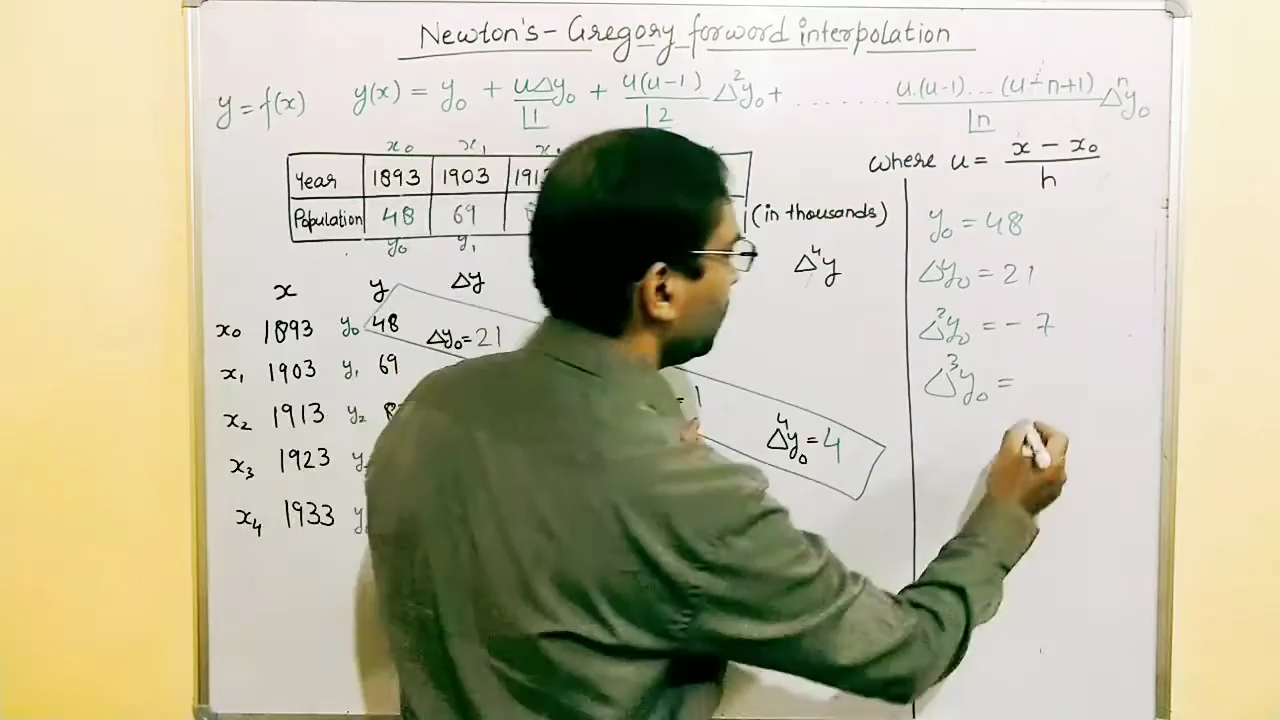 Newton's-Gregory forword interpolation
y = f(x) y(x) = y₀ + uΔy₀/⌊1 + u(u-1)/⌊2 Δ²y₀ + ........ u.(u-1)...(u-n+1)/⌊n Δⁿy₀
x₀ x₁
where u = x - x₀ / h
Year 1893 1903
Population 48 69 (in thousands)
y₀ y₁
x y Δy Δ⁴y
x₀ 1893 y₀ 48 Δy₀=21
x₁ 1903 y₁ 69
x₂ 1913 y₂
x₃ 1923
x₄ 1933
= 1
Δ⁴y₀ = 4
y₀ = 48
Δy₀ = 21
Δ²y₀ = - 7
Δ³y₀ =